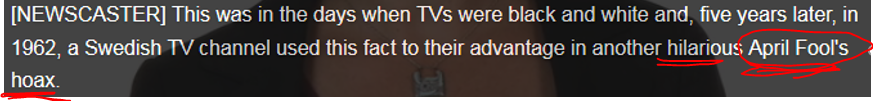 [NEWSCASTER] This was in the days when TVs were black and white and, five years later, in
1962, a Swedish TV channel used this fact to their advantage in another hilarious April Fool's
hoax.